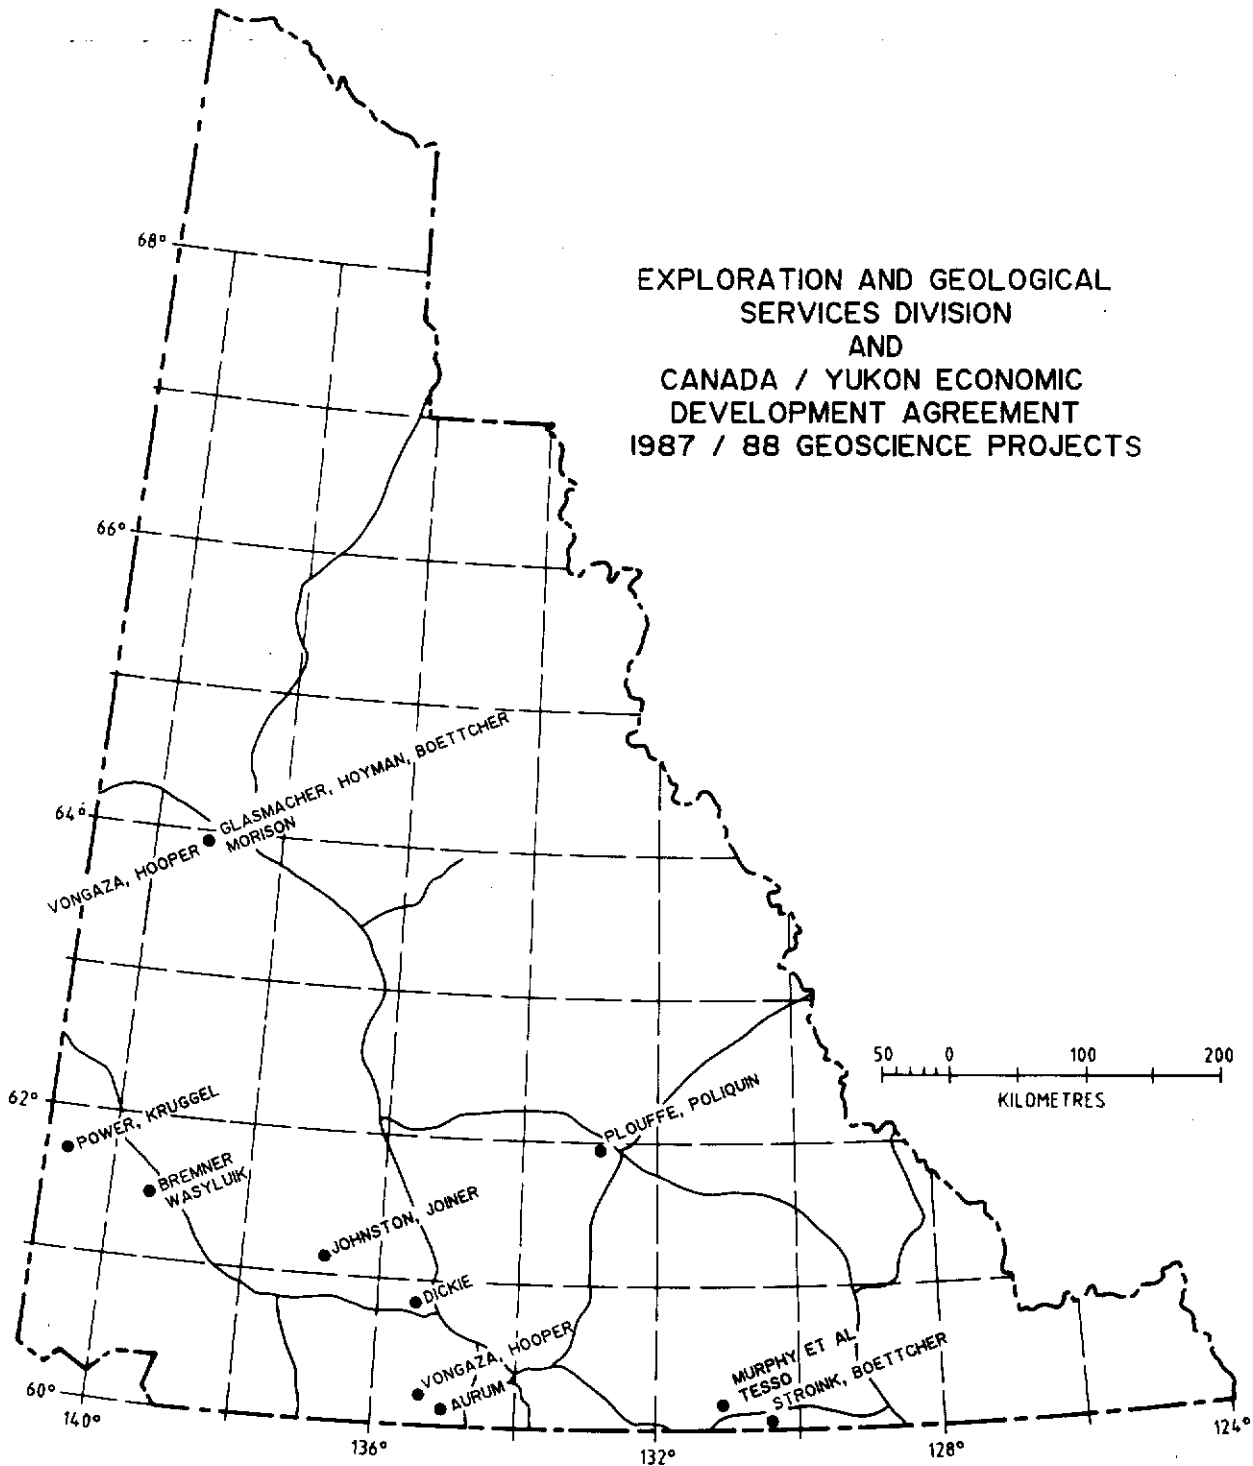 EXPLORATION AND GEOLOGICAL
SERVICES DIVISION
AND
CANADA / YUKON ECONOMIC
DEVELOPMENT AGREEMENT
1987 / 88 GEOSCIENCE PROJECTS
68°
66°
64°
GLASMACHER, HOYMAN, BOETTCHER
MORISON
VONGAZA, HOOPER
62°
POWER, KRUGGEL
BREMNER
WASYLUIK
PLOUFFE, POLIQUIN
50 0 100 200
KILOMETRES
JOHNSTON, JOINER
DICKIE
VONGAZA, HOOPER
AURUM
MURPHY ET AL
TESSO
STROINK, BOETTCHER
60°
140°
136°
132°
128°
124°